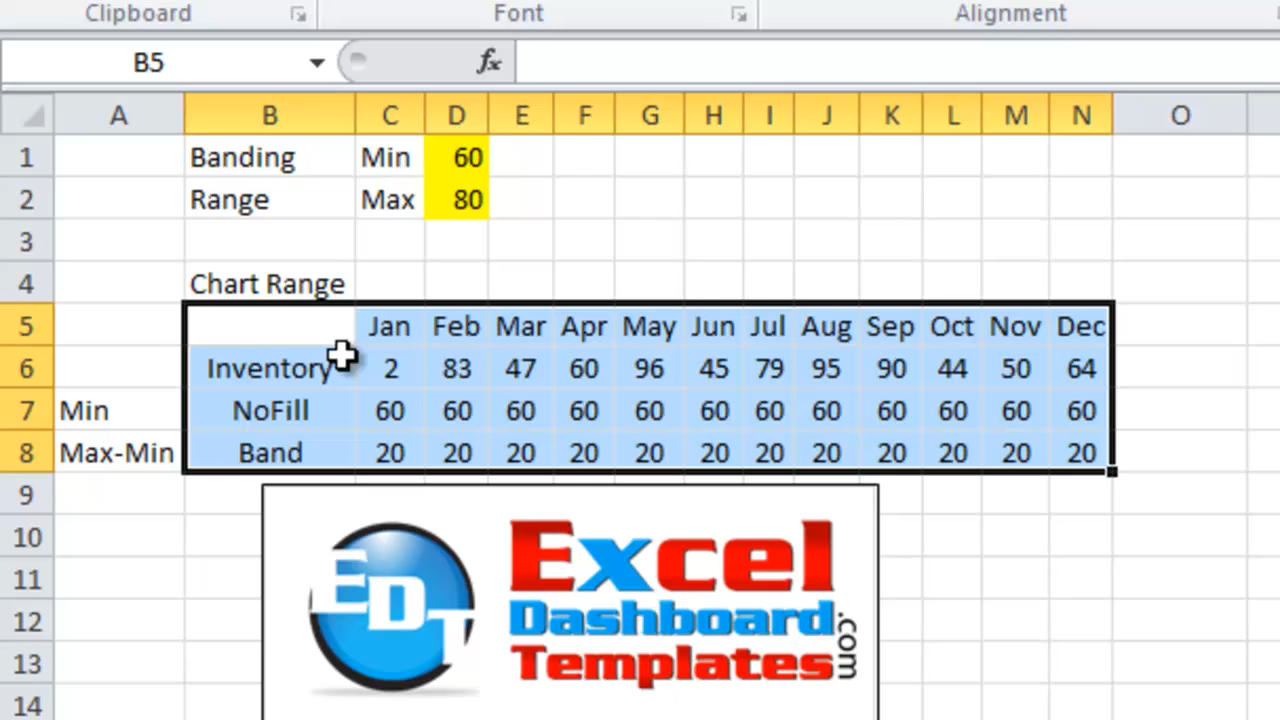 Clipboard Font Alignment
B5 fx
A B C D E F G H I J K L M N O
1 Banding Min 60
2 Range Max 80
3
4 Chart Range
5 Jan Feb Mar Apr May Jun Jul Aug Sep Oct Nov Dec
6 Inventory 2 83 47 60 96 45 79 95 90 44 50 64
7 Min NoFill 60 60 60 60 60 60 60 60 60 60 60 60
8 Max-Min Band 20 20 20 20 20 20 20 20 20 20 20 20
9
10
11
12
13
14
EDT
Excel
Dashboard
Templates
.com